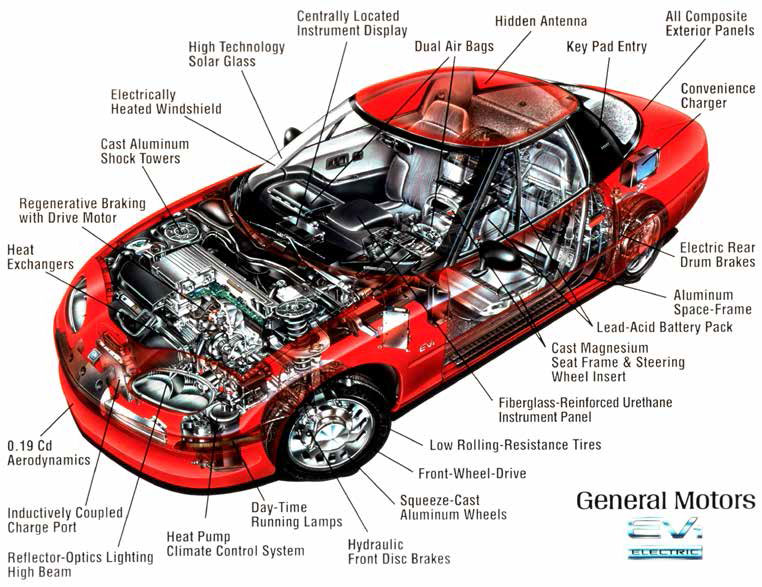 Centrally Located
Instrument Display
Hidden Antenna
All Composite
Exterior Panels
High Technology
Solar Glass
Dual Air Bags
Key Pad Entry
Convenience
Charger
Electrically
Heated Windshield
Cast Aluminum
Shock Towers
Regenerative Braking
with Drive Motor
Heat
Exchangers
Electric Rear
Drum Brakes
Aluminum
Space-Frame
Lead-Acid Battery Pack
Cast Magnesium
Seat Frame & Steering
Wheel Insert
EV1
Fiberglass-Reinforced Urethane
Instrument Panel
0.19 Cd
Aerodynamics
Low Rolling-Resistance Tires
Front-Wheel-Drive
Squeeze-Cast
Aluminum Wheels
Inductively Coupled
Charge Port
Day-Time
Running Lamps
Reflector-Optics Lighting
High Beam
Heat Pump
Climate Control System
Hydraulic
Front Disc Brakes
General Motors
EV1
ELECTRIC